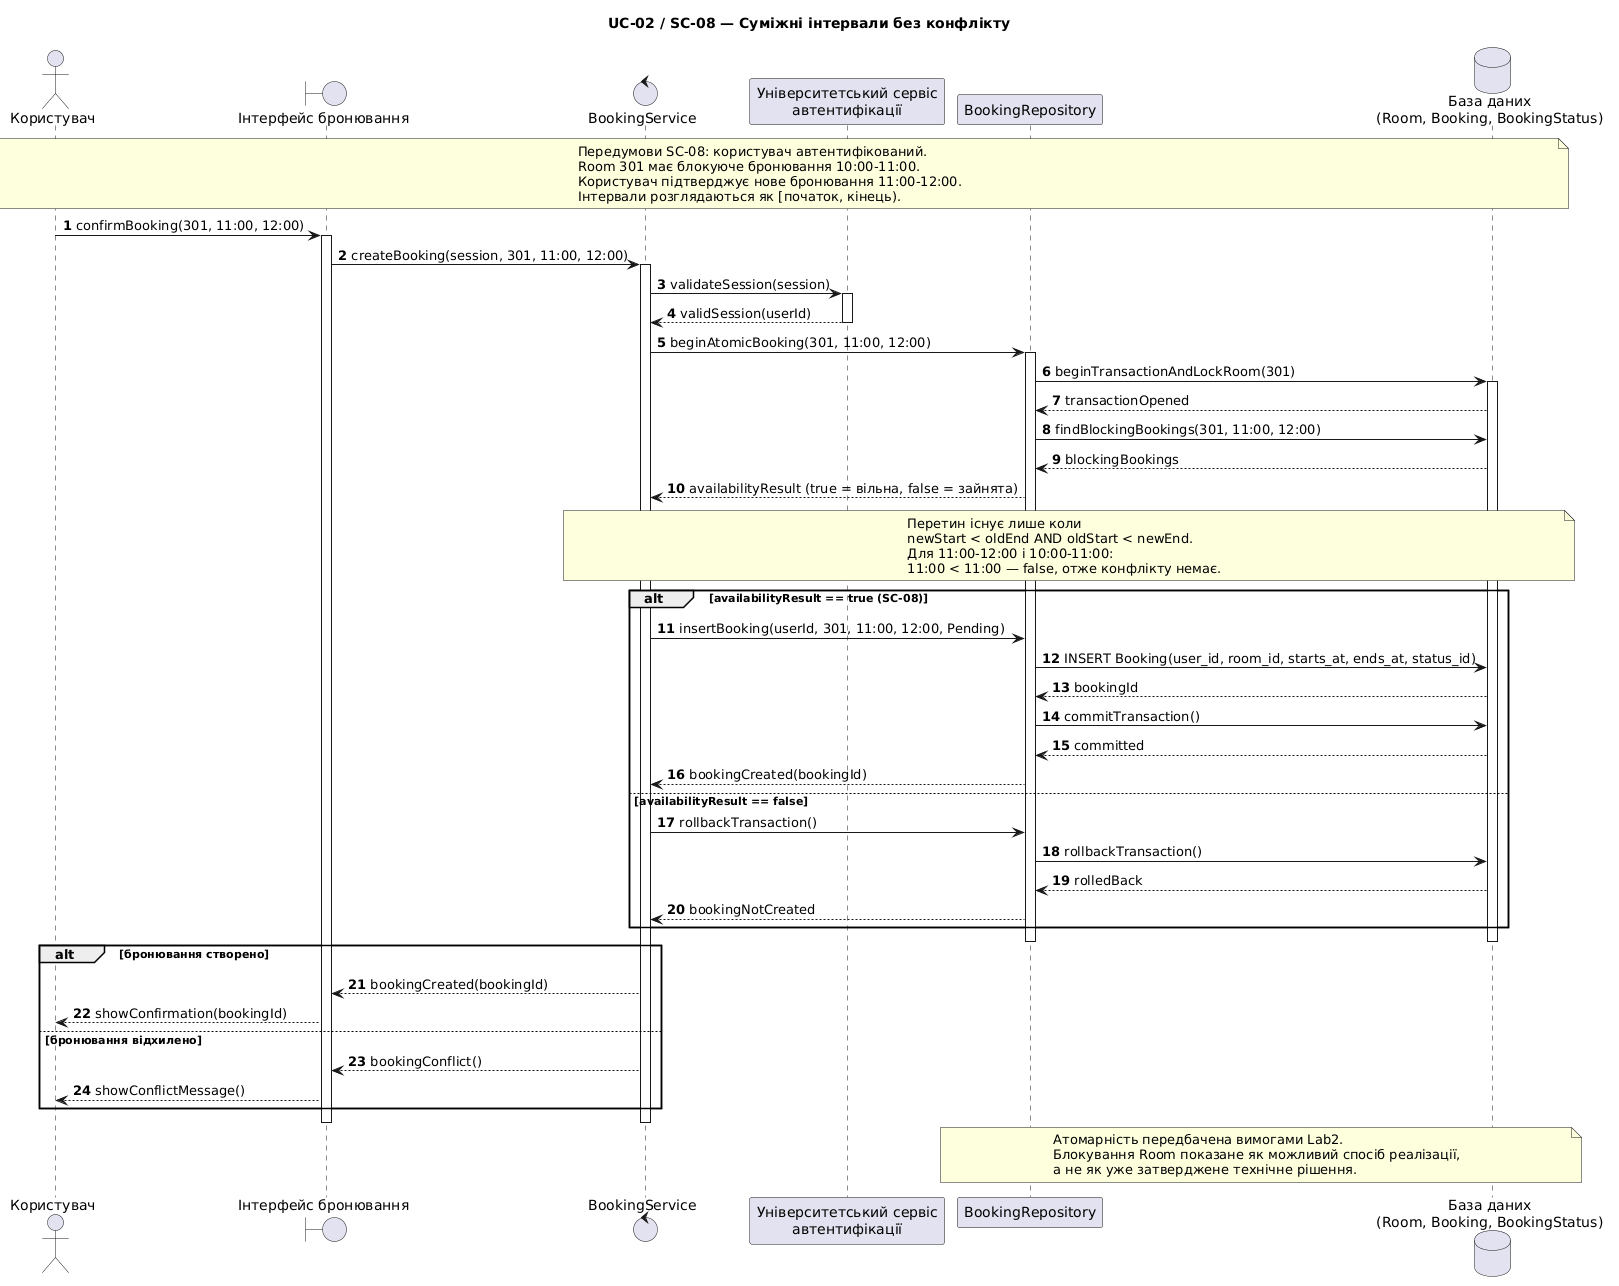 UC-02 / SC-08 — Суміжні інтервали без конфлікту
Користувач
Інтерфейс бронювання
BookingService
Університетський сервіс
автентифікації
BookingRepository
База даних
(Room, Booking, BookingStatus)
Передумови SC-08: користувач автентифікований.
Room 301 має блокуюче бронювання 10:00-11:00.
Користувач підтверджує нове бронювання 11:00-12:00.
Інтервали розглядаються як [початок, кінець).
1 confirmBooking(301, 11:00, 12:00)
2 createBooking(session, 301, 11:00, 12:00)
3 validateSession(session)
4 validSession(userId)
5 beginAtomicBooking(301, 11:00, 12:00)
6 beginTransactionAndLockRoom(301)
7 transactionOpened
8 findBlockingBookings(301, 11:00, 12:00)
9 blockingBookings
10 availabilityResult (true = вільна, false = зайнята)
Перетин існує лише коли
newStart < oldEnd AND oldStart < newEnd.
Для 11:00-12:00 і 10:00-11:00:
11:00 < 11:00 — false, отже конфлікту немає.
alt [availabilityResult == true (SC-08)]
11 insertBooking(userId, 301, 11:00, 12:00, Pending)
12 INSERT Booking(user_id, room_id, starts_at, ends_at, status_id)
13 bookingId
14 commitTransaction()
15 committed
16 bookingCreated(bookingId)
[availabilityResult == false]
17 rollbackTransaction()
18 rollbackTransaction()
19 rolledBack
20 bookingNotCreated
alt [бронювання створено]
21 bookingCreated(bookingId)
22 showConfirmation(bookingId)
[бронювання відхилено]
23 bookingConflict()
24 showConflictMessage()
Атомарність передбачена вимогами Lab2.
Блокування Room показане як можливий спосіб реалізації,
а не як уже затверджене технічне рішення.
Користувач
Інтерфейс бронювання
BookingService
Університетський сервіс
автентифікації
BookingRepository
База даних
(Room, Booking, BookingStatus)